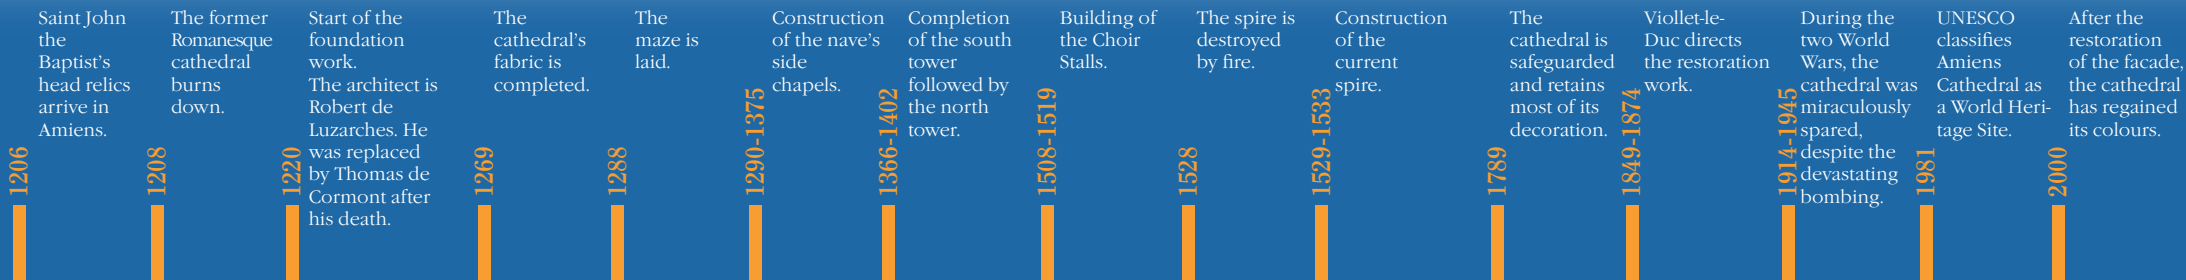 1206
Saint John
the
Baptist's
head relics
arrive in
Amiens.
1208
The former
Romanesque
cathedral
burns
down.
1220
Start of the
foundation
work.
The architect is
Robert de
Luzarches. He
was replaced
by Thomas de
Cormont after
his death.
1269
The
cathedral's
fabric is
completed.
1288
The
maze is
laid.
1290-1375
Construction
of the nave's
side
chapels.
1366-1402
Completion
of the south
tower
followed by
the north
tower.
1508-1519
Building of
the Choir
Stalls.
1528
The spire is
destroyed
by fire.
1529-1533
Construction
of the
current
spire.
1789
The
cathedral is
safeguarded
and retains
most of its
decoration.
1849-1874
Viollet-le-
Duc directs
the restoration
work.
1914-1945
During the
two World
Wars, the
cathedral was
miraculously
spared,
despite the
devastating
bombing.
1981
UNESCO
classifies
Amiens
Cathedral as
a World Heri-
tage Site.
2000
After the
restoration
of the facade,
the cathedral
has regained
its colours.